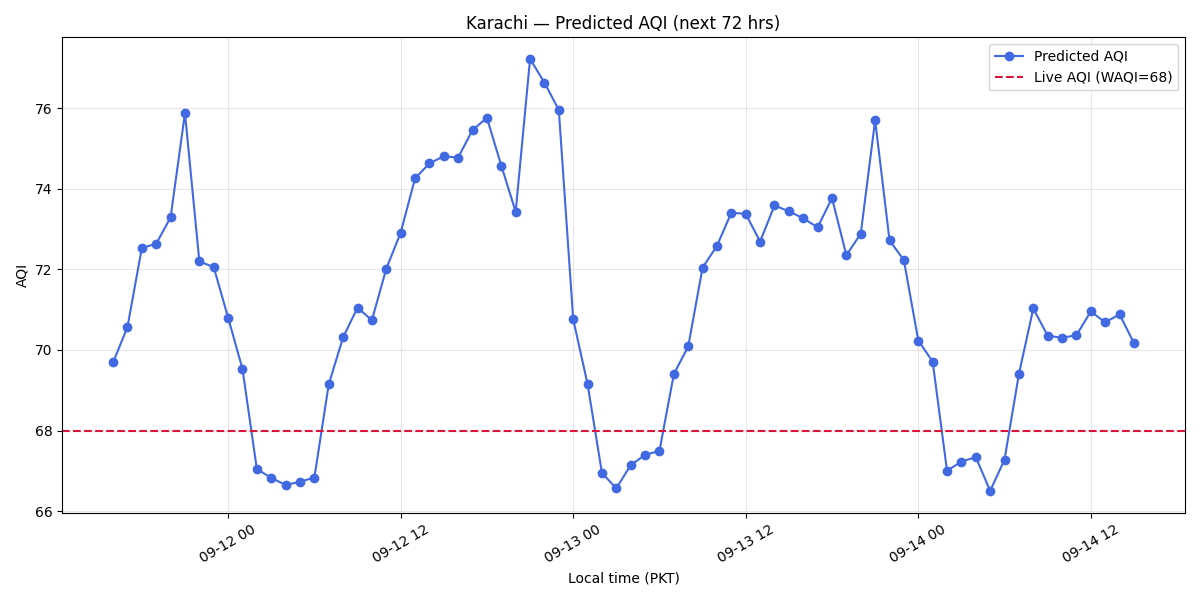 Karachi — Predicted AQI (next 72 hrs)
Predicted AQI
Live AQI (WAQI=68)
AQI
76
74
72
70
68
66
09-12 00
09-12 12
09-13 00
09-13 12
09-14 00
09-14 12
Local time (PKT)